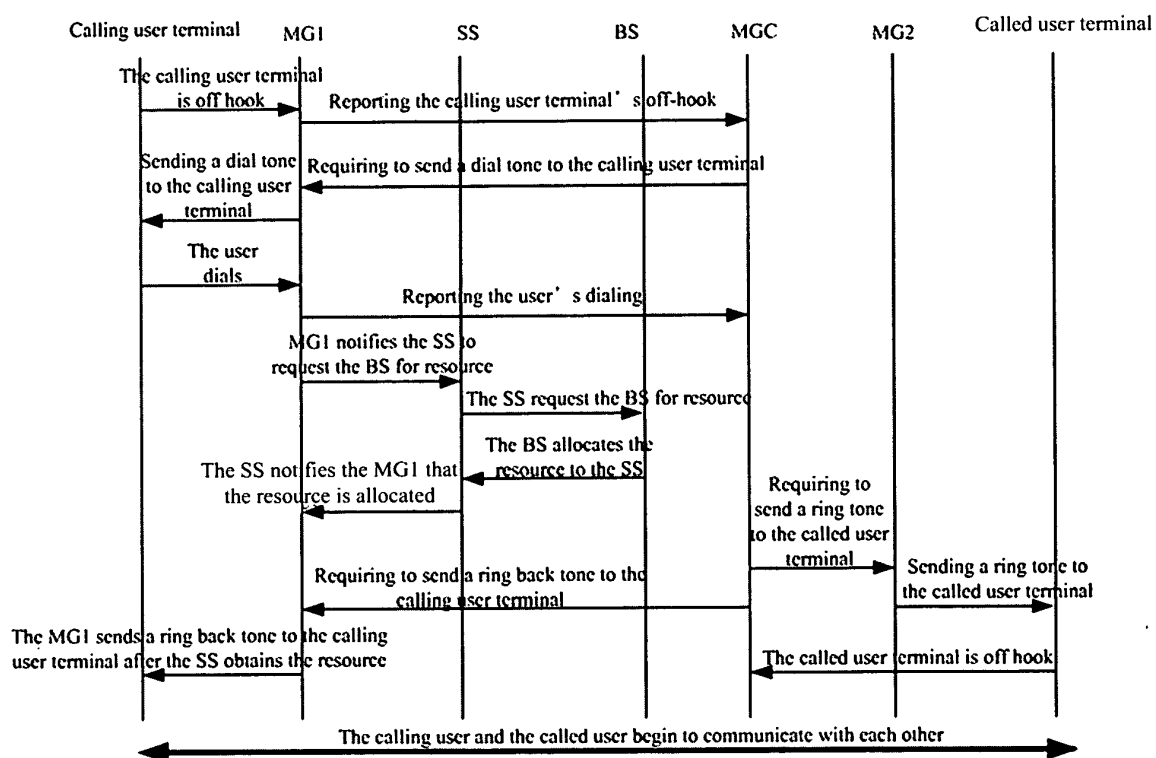 Calling user terminal MG1 SS BS MGC MG2 Called user terminal
The calling user terminal
is off hook
Reporting the calling user terminal's off-hook
Sending a dial tone
to the calling user
terminal
Requiring to send a dial tone to the calling user terminal
The user
dials
Reporting the user's dialing
MG1 notifies the SS to
request the BS for resource
The SS request the BS for resource
The BS allocates the
resource to the SS
The SS notifies the MG1 that
the resource is allocated
Requiring to
send a ring tone
to the called user
terminal
Sending a ring tone to
the called user terminal
Requiring to send a ring back tone to the
calling user terminal
The MG1 sends a ring back tone to the calling
user terminal after the SS obtains the resource
The called user terminal is off hook
The calling user and the called user begin to communicate with each other